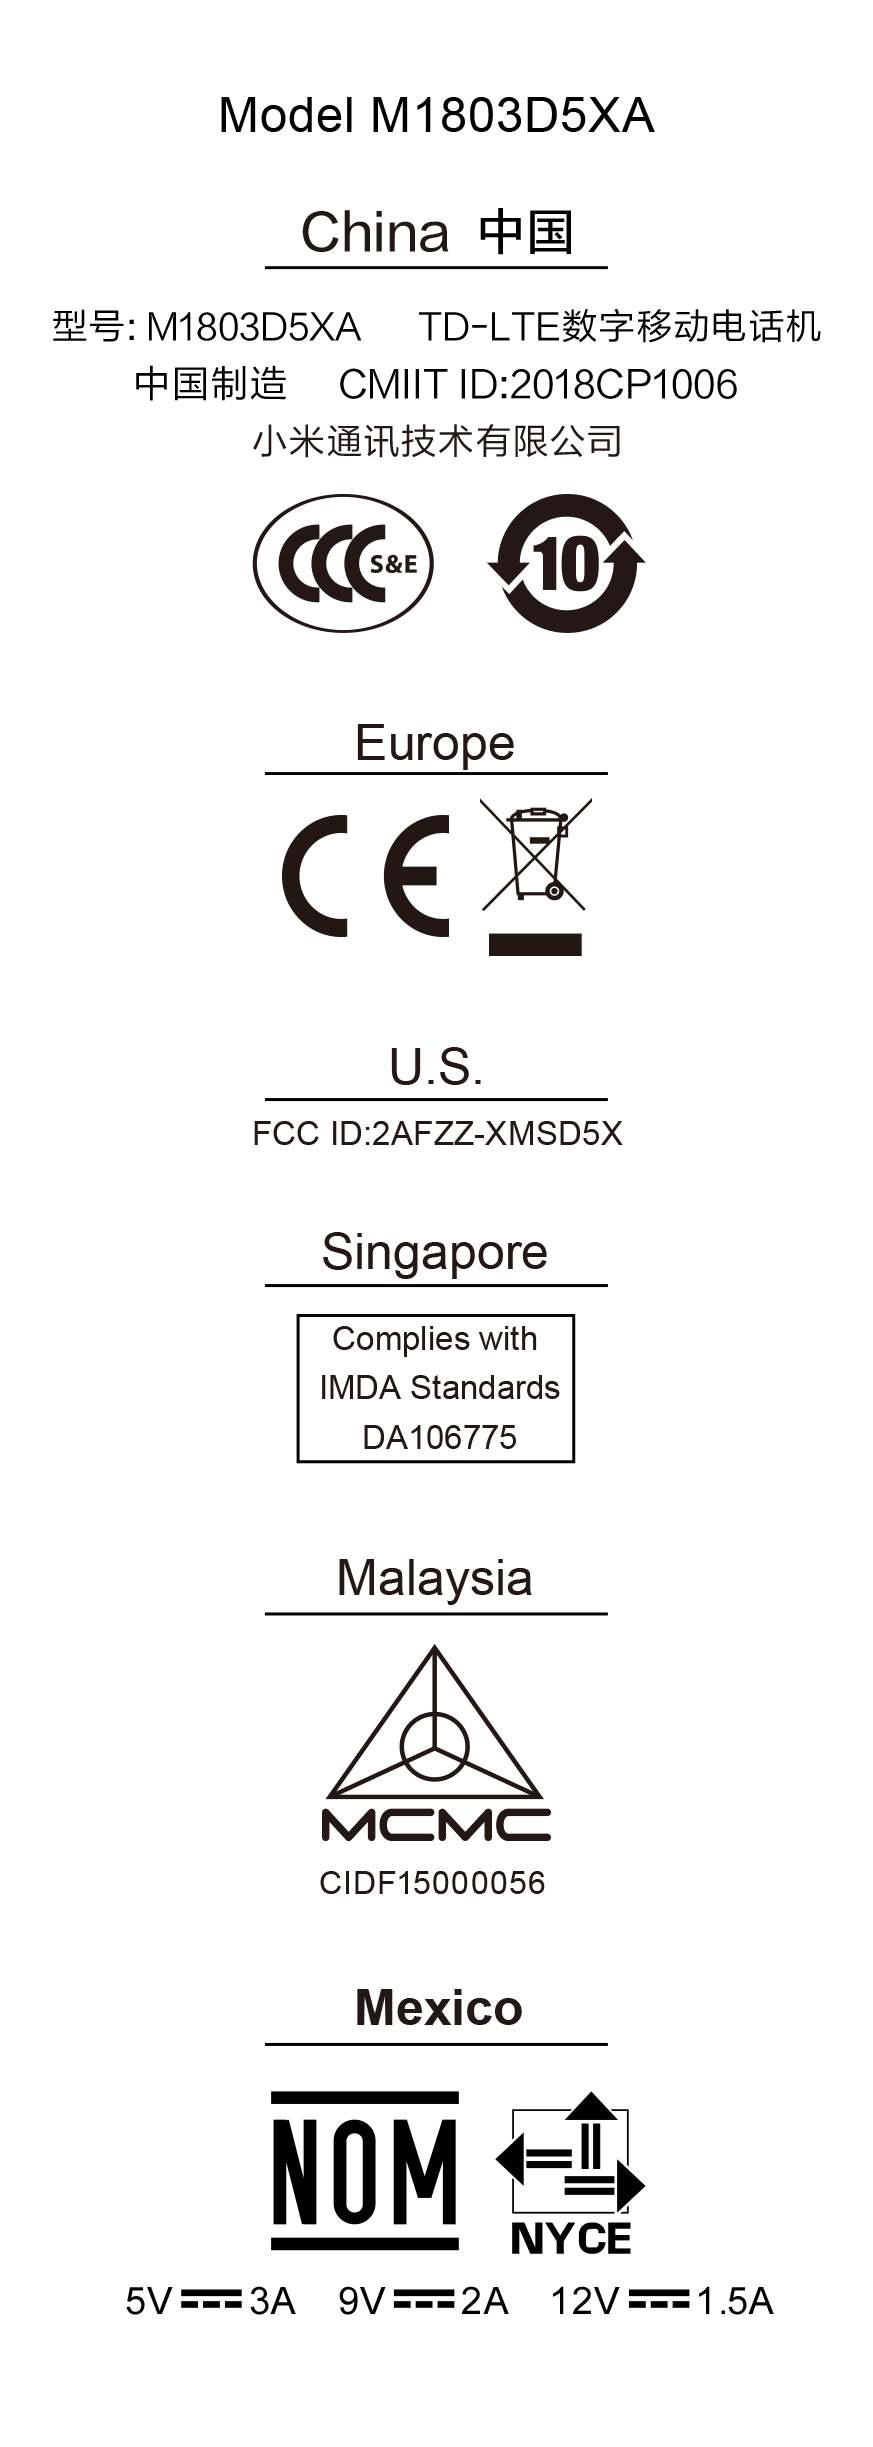 Model M1803D5XA
China 中国
型号: M1803D5XA TD-LTE数字移动电话机
中国制造 CMIIT ID:2018CP1006
小米通讯技术有限公司
CCC S&E 10
Europe
CE
U.S.
FCC ID:2AFZZ-XMSD5X
Singapore
Complies with
IMDA Standards
DA106775
Malaysia
MCMC
CIDF15000056
Mexico
NOM NYCE
5V⎓3A 9V⎓2A 12V⎓1.5A